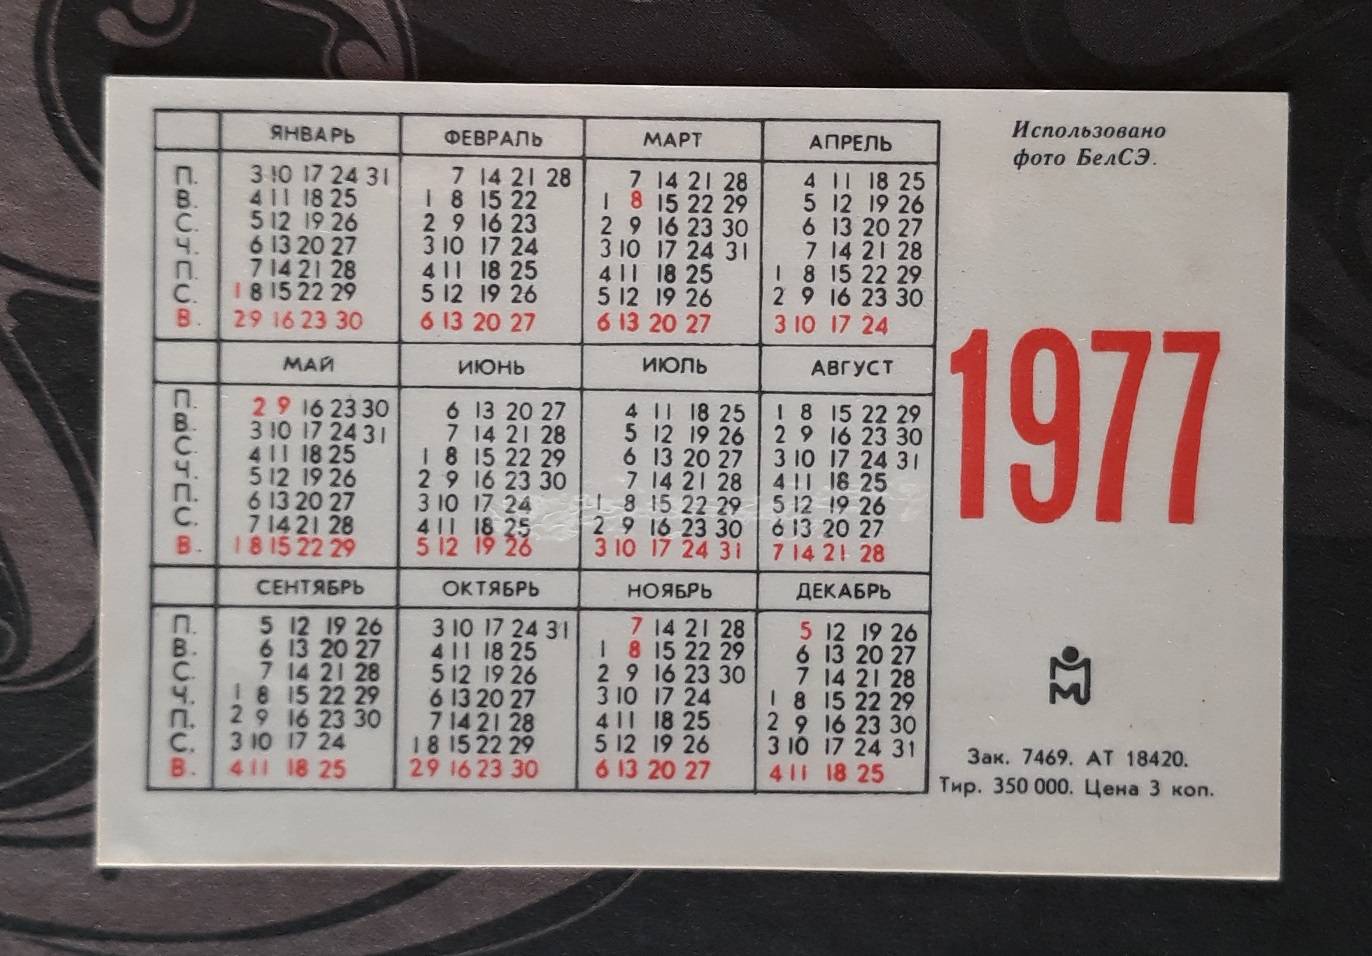 ЯНВАРЬ ФЕВРАЛЬ МАРТ АПРЕЛЬ
П. 3 10 17 24 31 7 14 21 28 7 14 21 28 4 11 18 25
В. 4 11 18 25 1 8 15 22 1 8 15 22 29 5 12 19 26
С. 5 12 19 26 2 9 16 23 2 9 16 23 30 6 13 20 27
Ч. 6 13 20 27 3 10 17 24 3 10 17 24 31 7 14 21 28
П. 7 14 21 28 4 11 18 25 4 11 18 25 1 8 15 22 29
С. 1 8 15 22 29 5 12 19 26 5 12 19 26 2 9 16 23 30
В. 2 9 16 23 30 6 13 20 27 6 13 20 27 3 10 17 24
МАЙ ИЮНЬ ИЮЛЬ АВГУСТ
П. 2 9 16 23 30 6 13 20 27 4 11 18 25 1 8 15 22 29
В. 3 10 17 24 31 7 14 21 28 5 12 19 26 2 9 16 23 30
С. 4 11 18 25 1 8 15 22 29 6 13 20 27 3 10 17 24 31
Ч. 5 12 19 26 2 9 16 23 30 7 14 21 28 4 11 18 25
П. 6 13 20 27 3 10 17 24 1 8 15 22 29 5 12 19 26
С. 7 14 21 28 4 11 18 25 2 9 16 23 30 6 13 20 27
В. 1 8 15 22 29 5 12 19 26 3 10 17 24 31 7 14 21 28
СЕНТЯБРЬ ОКТЯБРЬ НОЯБРЬ ДЕКАБРЬ
П. 5 12 19 26 3 10 17 24 31 7 14 21 28 5 12 19 26
В. 6 13 20 27 4 11 18 25 1 8 15 22 29 6 13 20 27
С. 7 14 21 28 5 12 19 26 2 9 16 23 30 7 14 21 28
Ч. 1 8 15 22 29 6 13 20 27 3 10 17 24 1 8 15 22 29
П. 2 9 16 23 30 7 14 21 28 4 11 18 25 2 9 16 23 30
С. 3 10 17 24 1 8 15 22 29 5 12 19 26 3 10 17 24 31
В. 4 11 18 25 2 9 16 23 30 6 13 20 27 4 11 18 25
Использовано
фото БелСЭ.
1977
Зак. 7469. АТ 18420.
Тир. 350 000. Цена 3 коп.